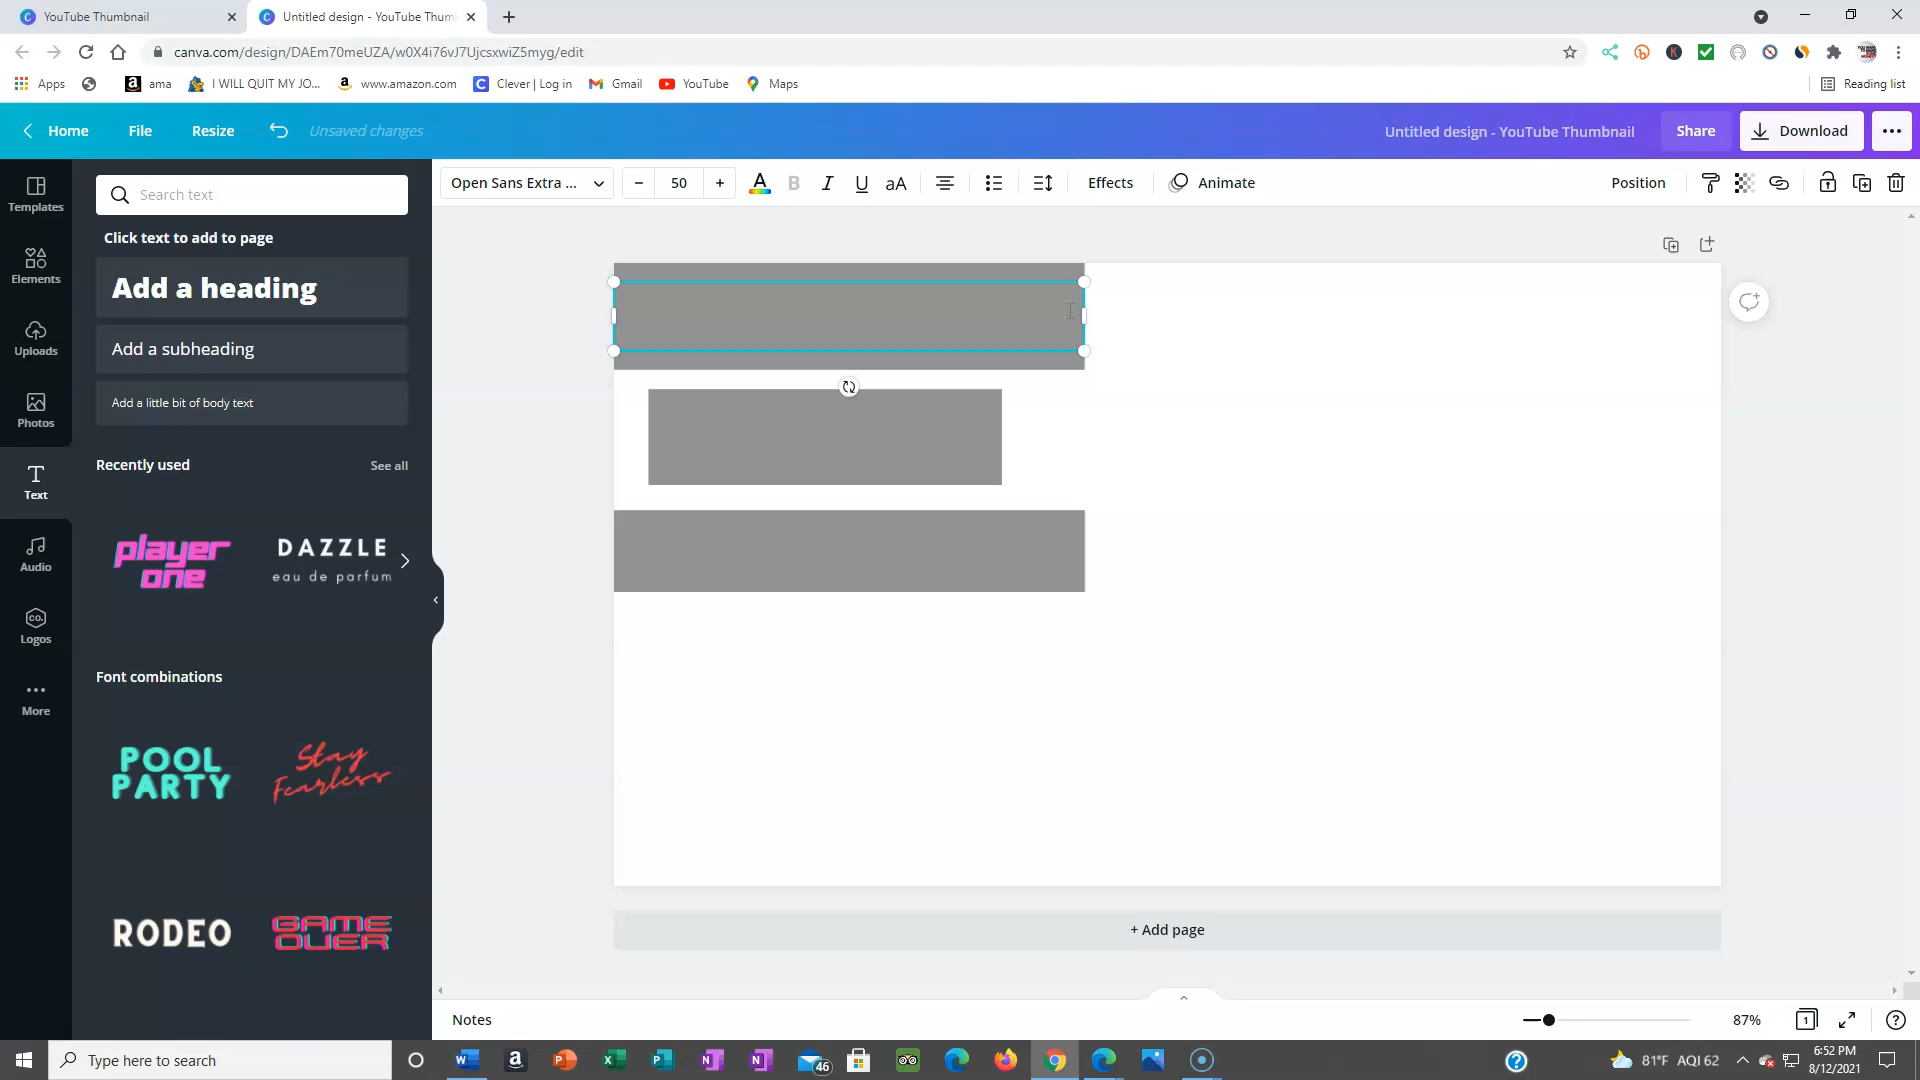 YouTube Thumbnail
Untitled design - YouTube Thum
canva.com/design/DAEm70meUZA/w0X4i76vJ7UjcsxwiZ5myg/edit
Apps
ama
I WILL QUIT MY JO...
www.amazon.com
Clever | Log in
Gmail
YouTube
Maps
Reading list
Home
File
Resize
Unsaved changes
Untitled design - YouTube Thumbnail
Share
Download
Templates
Elements
Uploads
Photos
Text
Audio
Logos
More
Search text
Click text to add to page
Add a heading
Add a subheading
Add a little bit of body text
Recently used
See all
player one
DAZZLE
eau de parfum
Font combinations
POOL PARTY
Stay Fearless
RODEO
GAME OVER
Open Sans Extra ...
50
A
B
I
U
aA
Effects
Animate
Position
+ Add page
Notes
87%
1
Type here to search
46
81°F AQI 62
6:52 PM
8/12/2021